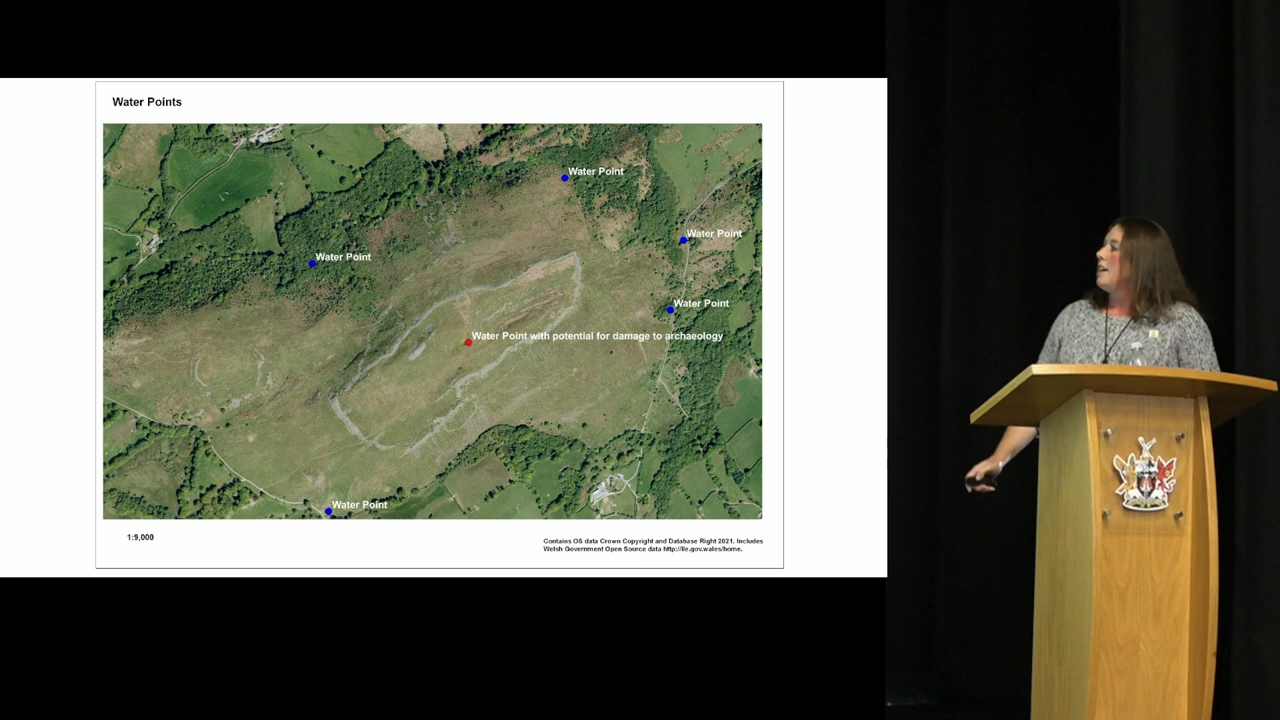 Water Points
Water Point
Water Point
Water Point
Water Point
Water Point with potential for damage to archaeology
Water Point
1:9,000
Contains OS data Crown Copyright and Database Right 2021. Includes
Welsh Government Open Source data http://lle.gov.wales/home.